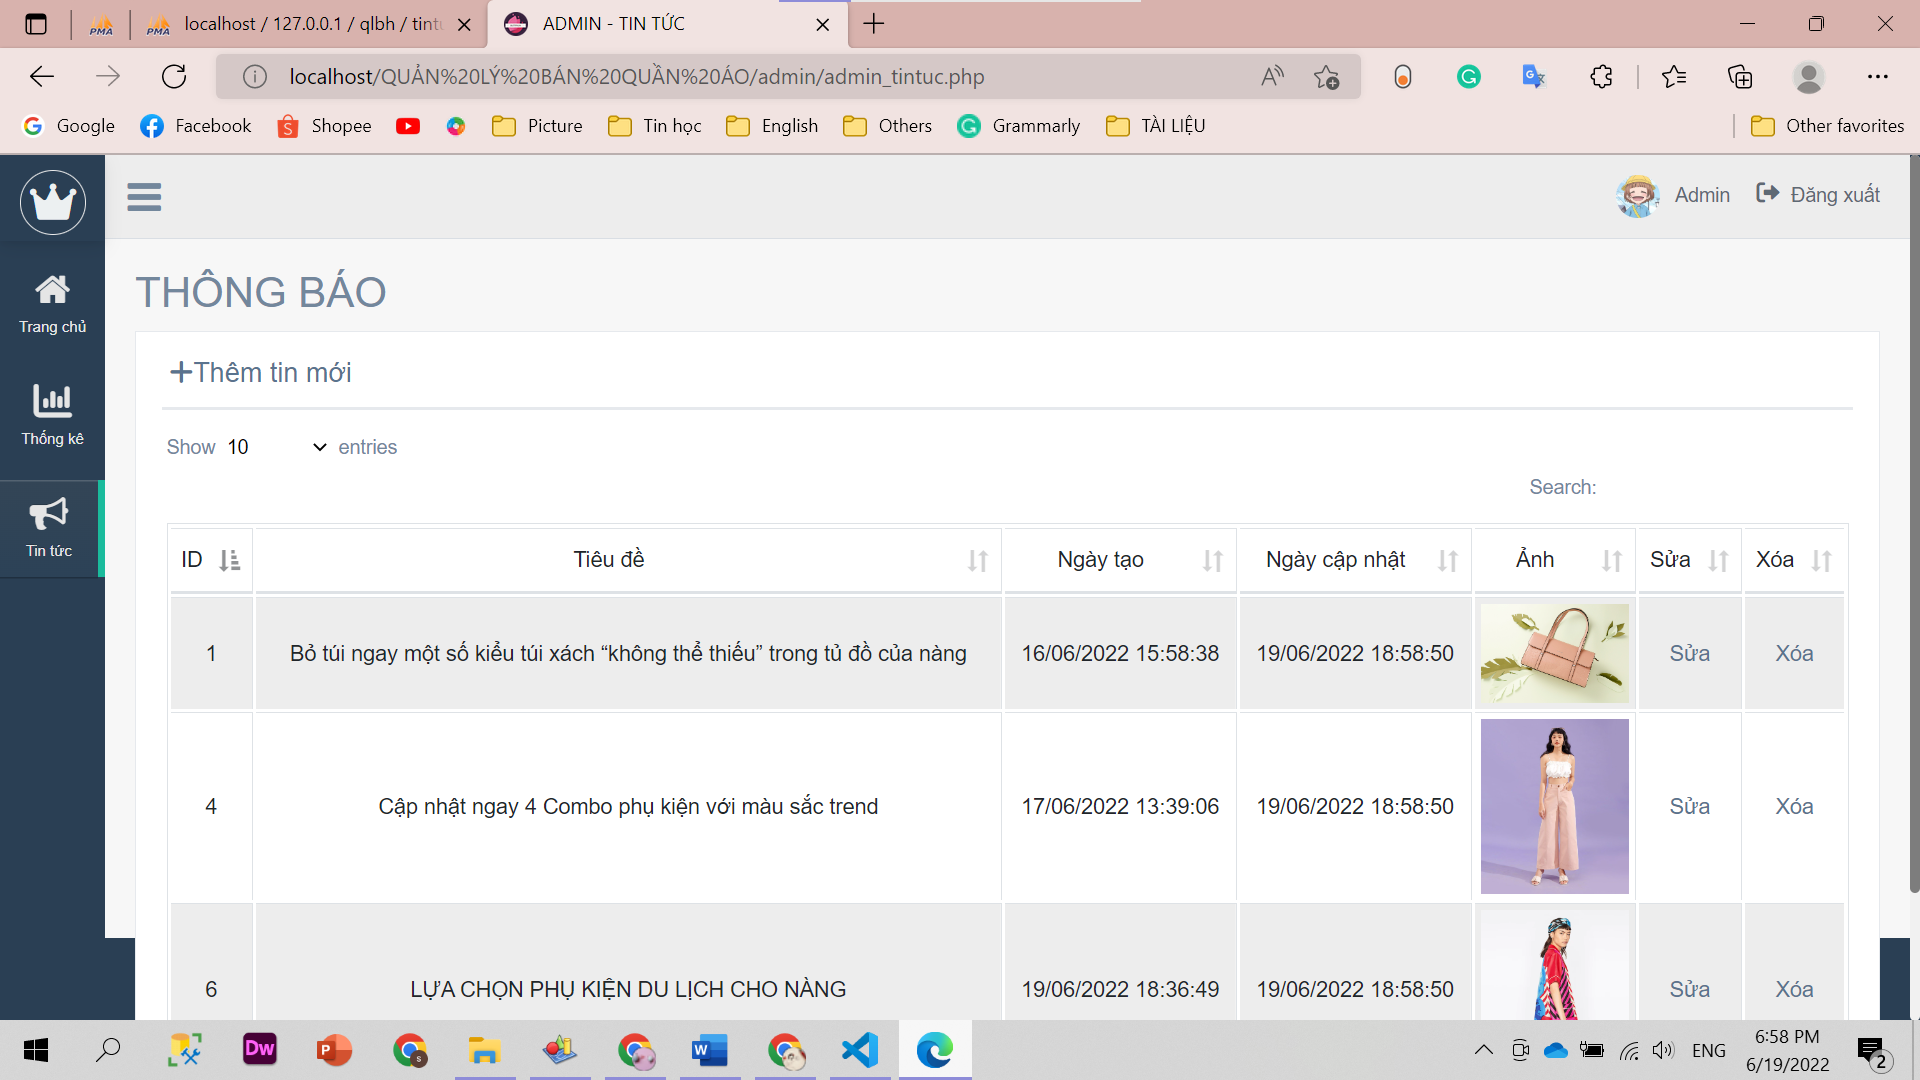 PMA
PMA
localhost / 127.0.0.1 / qlbh / tintu
ADMIN - TIN TỨC
localhost/QUẢN%20LÝ%20BÁN%20QUẦN%20ÁO/admin/admin_tintuc.php
Google
Facebook
Shopee
Picture
Tin học
English
Others
Grammarly
TÀI LIỆU
Other favorites
Admin
Đăng xuất
Trang chủ
Thống kê
Tin tức
THÔNG BÁO
Thêm tin mới
Show 10 entries
Search:
ID Tiêu đề Ngày tạo Ngày cập nhật Ảnh Sửa Xóa
1 Bỏ túi ngay một số kiểu túi xách “không thể thiếu” trong tủ đồ của nàng 16/06/2022 15:58:38 19/06/2022 18:58:50 Sửa Xóa
4 Cập nhật ngay 4 Combo phụ kiện với màu sắc trend 17/06/2022 13:39:06 19/06/2022 18:58:50 Sửa Xóa
6 LỰA CHỌN PHỤ KIỆN DU LỊCH CHO NÀNG 19/06/2022 18:36:49 19/06/2022 18:58:50 Sửa Xóa
Dw
P
S
W
ENG
6:58 PM
6/19/2022
2